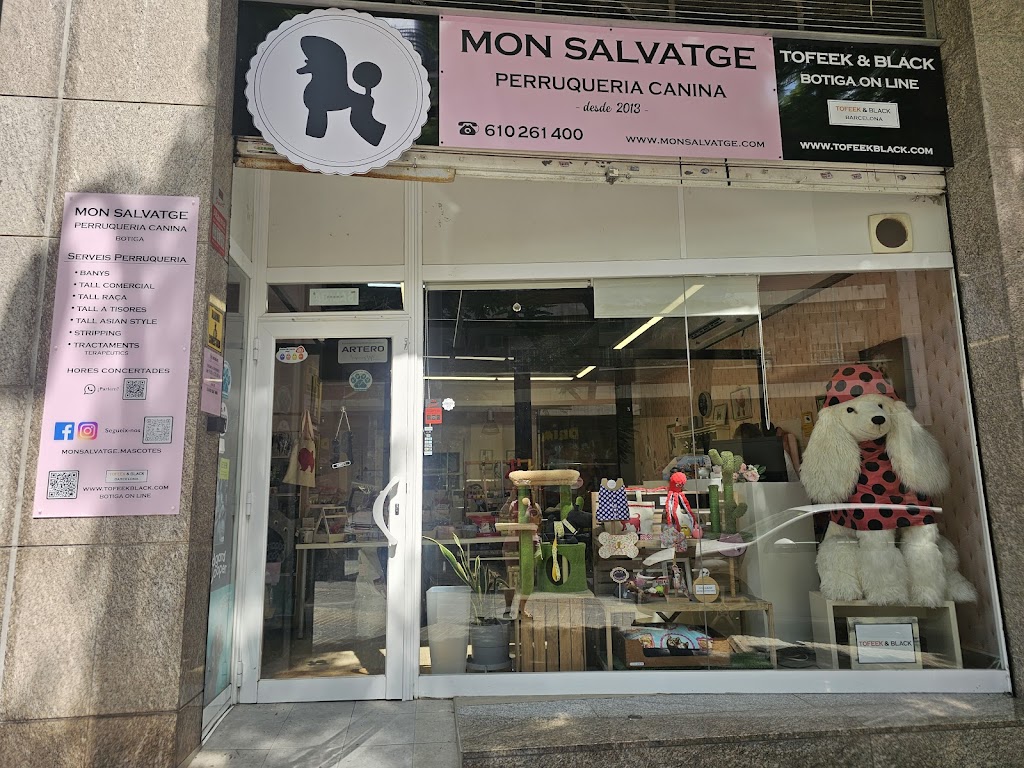 MON SALVATGE
PERRUQUERIA CANINA
- desde 2013 -
610 261 400
WWW.MONSALVATGE.COM
TOFEEK & BLACK
BOTIGA ON LINE
TOFEEK & BLACK
BARCELONA
WWW.TOFEEKBLACK.COM
MON SALVATGE
PERRUQUERIA CANINA
BOTIGA
SERVEIS PERRUQUERIA
• BANYS
• TALL COMERCIAL
• TALL RAÇA
• TALL A TISORES
• TALL ASIAN STYLE
• STRIPPING
• TRACTAMENTS
TERAPEUTICS
HORES CONCERTADES
Segueix-nos
MONSALVATGE.MASCOTES
TOFEEK & BLACK
BARCELONA
WWW.TOFEEKBLACK.COM
BOTIGA ON LINE
ARTERO
TOFEEK & BLACK